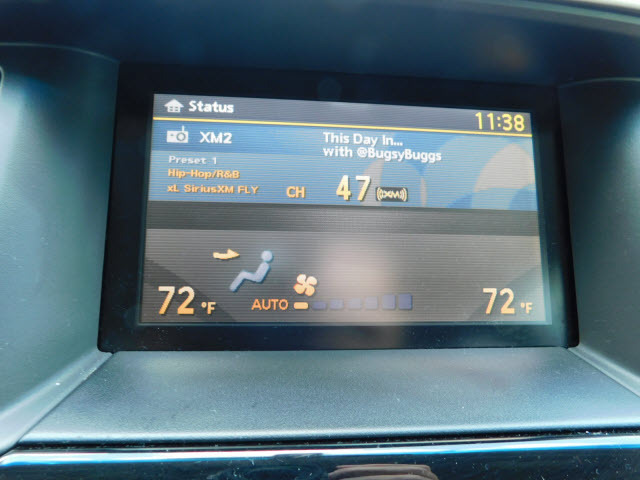 Status
11:38
XM2
This Day In...
with @BugsyBuggs
Preset 1
Hip-Hop/R&B
xL SiriusXM FLY
CH 47 ((XM))
72 °F
AUTO
72 °F